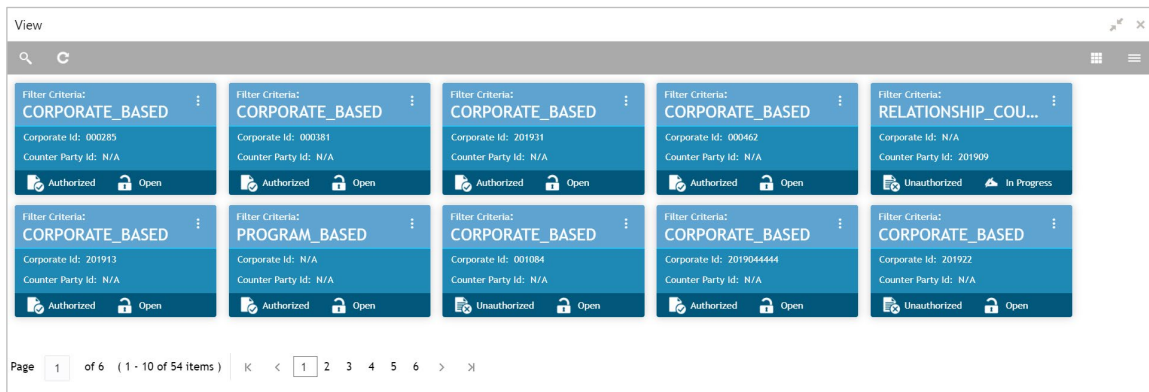 View
Filter Criteria:
CORPORATE_BASED
Corporate Id: 000285
Counter Party Id: N/A
Authorized Open
Filter Criteria:
CORPORATE_BASED
Corporate Id: 000381
Counter Party Id: N/A
Authorized Open
Filter Criteria:
CORPORATE_BASED
Corporate Id: 201931
Counter Party Id: N/A
Authorized Open
Filter Criteria:
CORPORATE_BASED
Corporate Id: 000462
Counter Party Id: N/A
Authorized Open
Filter Criteria:
RELATIONSHIP_COU...
Corporate Id: N/A
Counter Party Id: 201909
Unauthorized In Progress
Filter Criteria:
CORPORATE_BASED
Corporate Id: 201913
Counter Party Id: N/A
Authorized Open
Filter Criteria:
PROGRAM_BASED
Corporate Id: N/A
Counter Party Id: N/A
Authorized Open
Filter Criteria:
CORPORATE_BASED
Corporate Id: 001084
Counter Party Id: N/A
Unauthorized Open
Filter Criteria:
CORPORATE_BASED
Corporate Id: 2019044444
Counter Party Id: N/A
Authorized Open
Filter Criteria:
CORPORATE_BASED
Corporate Id: 201922
Counter Party Id: N/A
Unauthorized Open
Page 1 of 6 ( 1 - 10 of 54 items ) 1 2 3 4 5 6